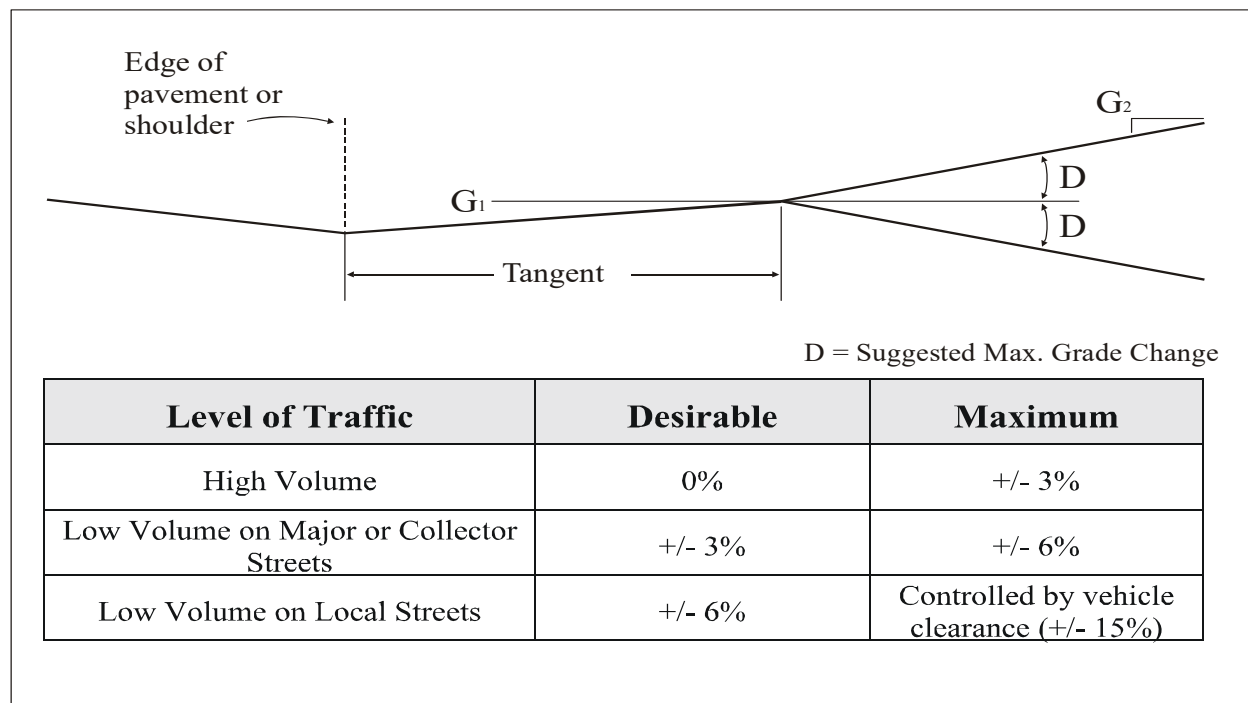 Edge of
pavement or
shoulder
G2
D
G1
D
Tangent
D = Suggested Max. Grade Change
Level of Traffic Desirable Maximum
High Volume 0% +/- 3%
Low Volume on Major or Collector
Streets +/- 3% +/- 6%
Low Volume on Local Streets +/- 6% Controlled by vehicle
clearance (+/- 15%)